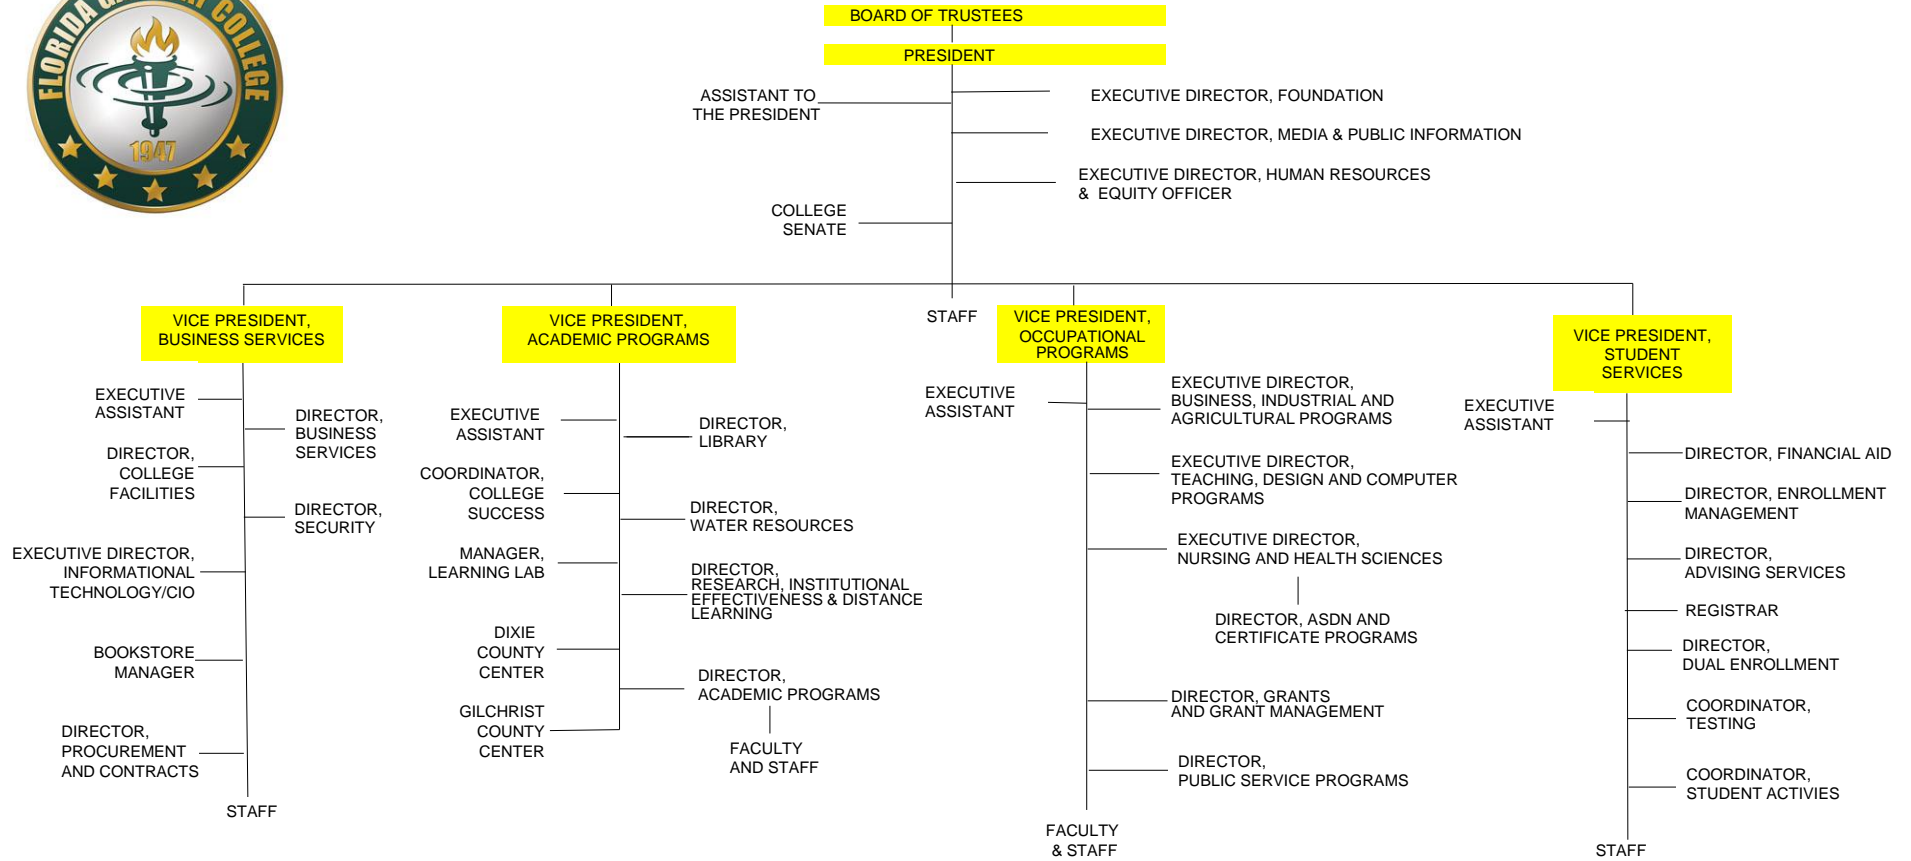 FLORIDA COLLEGE
1947
BOARD OF TRUSTEES
PRESIDENT
ASSISTANT TO
THE PRESIDENT
EXECUTIVE DIRECTOR, FOUNDATION
EXECUTIVE DIRECTOR, MEDIA & PUBLIC INFORMATION
EXECUTIVE DIRECTOR, HUMAN RESOURCES
& EQUITY OFFICER
COLLEGE
SENATE
STAFF
VICE PRESIDENT,
BUSINESS SERVICES
EXECUTIVE
ASSISTANT
DIRECTOR,
BUSINESS
SERVICES
DIRECTOR,
COLLEGE
FACILITIES
DIRECTOR,
SECURITY
EXECUTIVE DIRECTOR,
INFORMATIONAL
TECHNOLOGY/CIO
BOOKSTORE
MANAGER
DIRECTOR,
PROCUREMENT
AND CONTRACTS
STAFF
VICE PRESIDENT,
ACADEMIC PROGRAMS
EXECUTIVE
ASSISTANT
DIRECTOR,
LIBRARY
COORDINATOR,
COLLEGE
SUCCESS
DIRECTOR,
WATER RESOURCES
MANAGER,
LEARNING LAB
DIRECTOR,
RESEARCH, INSTITUTIONAL
EFFECTIVENESS & DISTANCE
LEARNING
DIXIE
COUNTY
CENTER
DIRECTOR,
ACADEMIC PROGRAMS
GILCHRIST
COUNTY
CENTER
FACULTY
AND STAFF
VICE PRESIDENT,
OCCUPATIONAL
PROGRAMS
EXECUTIVE
ASSISTANT
EXECUTIVE DIRECTOR,
BUSINESS, INDUSTRIAL AND
AGRICULTURAL PROGRAMS
EXECUTIVE DIRECTOR,
TEACHING, DESIGN AND COMPUTER
PROGRAMS
EXECUTIVE DIRECTOR,
NURSING AND HEALTH SCIENCES
DIRECTOR, ASDN AND
CERTIFICATE PROGRAMS
DIRECTOR, GRANTS
AND GRANT MANAGEMENT
DIRECTOR,
PUBLIC SERVICE PROGRAMS
FACULTY
& STAFF
VICE PRESIDENT,
STUDENT
SERVICES
EXECUTIVE
ASSISTANT
DIRECTOR, FINANCIAL AID
DIRECTOR, ENROLLMENT
MANAGEMENT
DIRECTOR,
ADVISING SERVICES
REGISTRAR
DIRECTOR,
DUAL ENROLLMENT
COORDINATOR,
TESTING
COORDINATOR,
STUDENT ACTIVIES
STAFF